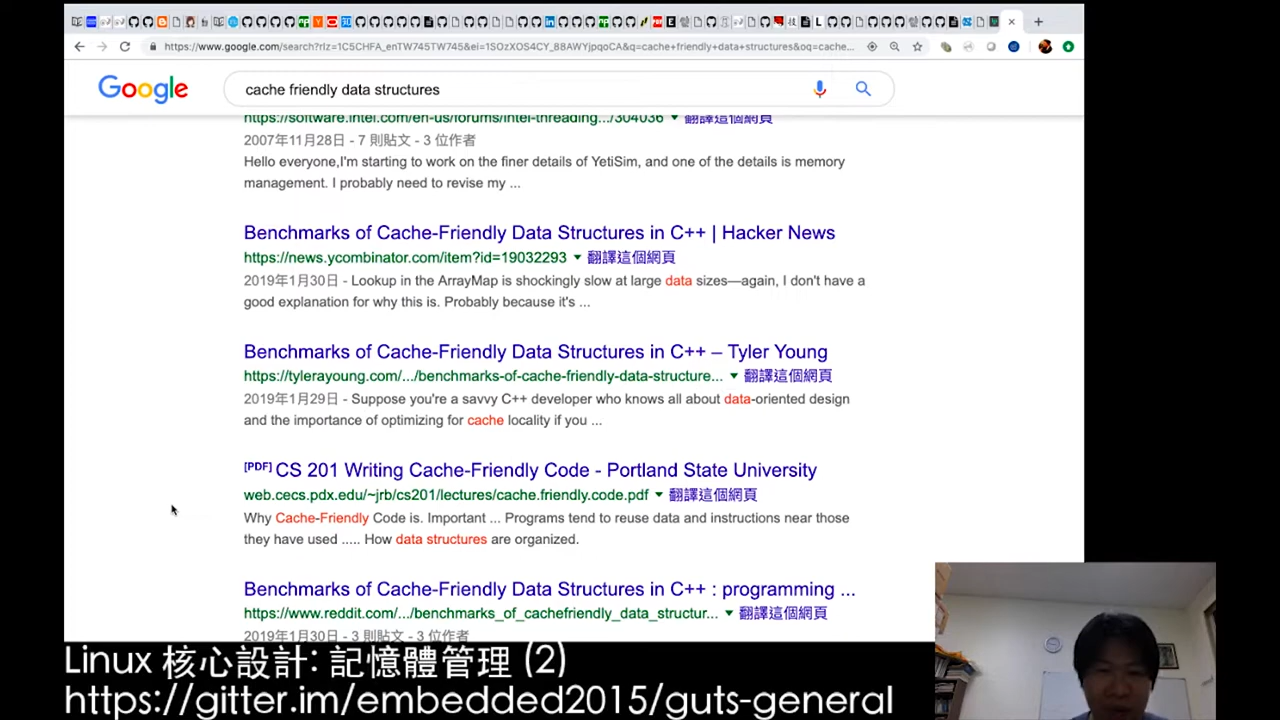 https://www.google.com/search?rlz=1C5CHFA_enTW745TW745&ei=1SOzXOS4CY_88AWYjpqoCA&q=cache+friendly+data+structures&oq=cache...
Google
cache friendly data structures
https://software.intel.com/en-us/forums/intel-threading.../304036 ▼ 翻譯這個網頁
2007年11月28日 - 7 則貼文 - 3 位作者
Hello everyone,I'm starting to work on the finer details of YetiSim, and one of the details is memory
management. I probably need to revise my ...
Benchmarks of Cache-Friendly Data Structures in C++ | Hacker News
https://news.ycombinator.com/item?id=19032293 ▼ 翻譯這個網頁
2019年1月30日 - Lookup in the ArrayMap is shockingly slow at large data sizes—again, I don't have a
good explanation for why this is. Probably because it's ...
Benchmarks of Cache-Friendly Data Structures in C++ – Tyler Young
https://tylerayoung.com/.../benchmarks-of-cache-friendly-data-structure... ▼ 翻譯這個網頁
2019年1月29日 - Suppose you're a savvy C++ developer who knows all about data-oriented design
and the importance of optimizing for cache locality if you ...
[PDF] CS 201 Writing Cache-Friendly Code - Portland State University
web.cecs.pdx.edu/~jrb/cs201/lectures/cache.friendly.code.pdf ▼ 翻譯這個網頁
Why Cache-Friendly Code is. Important ... Programs tend to reuse data and instructions near those
they have used ..... How data structures are organized.
Benchmarks of Cache-Friendly Data Structures in C++ : programming ...
https://www.reddit.com/.../benchmarks_of_cachefriendly_data_structur... ▼ 翻譯這個網頁
2019年1月30日 - 3 則貼文 - 3 位作者
Linux 核心設計: 記憶體管理 (2)
https://gitter.im/embedded2015/guts-general